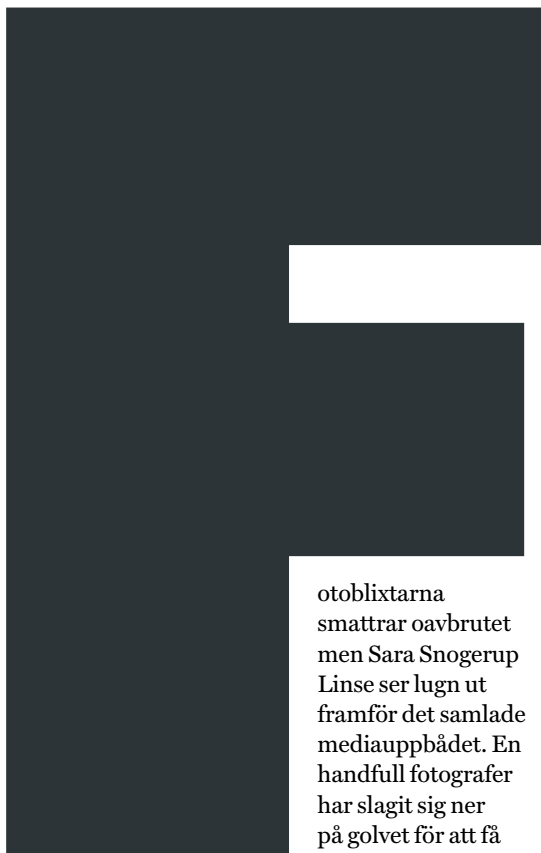 Fotoblixtarna
smattrar oavbrutet
men Sara Snogerup
Linse ser lugn ut
framför det samlade
mediauppbådet. En
handfull fotografer
har slagit sig ner
på golvet för att få